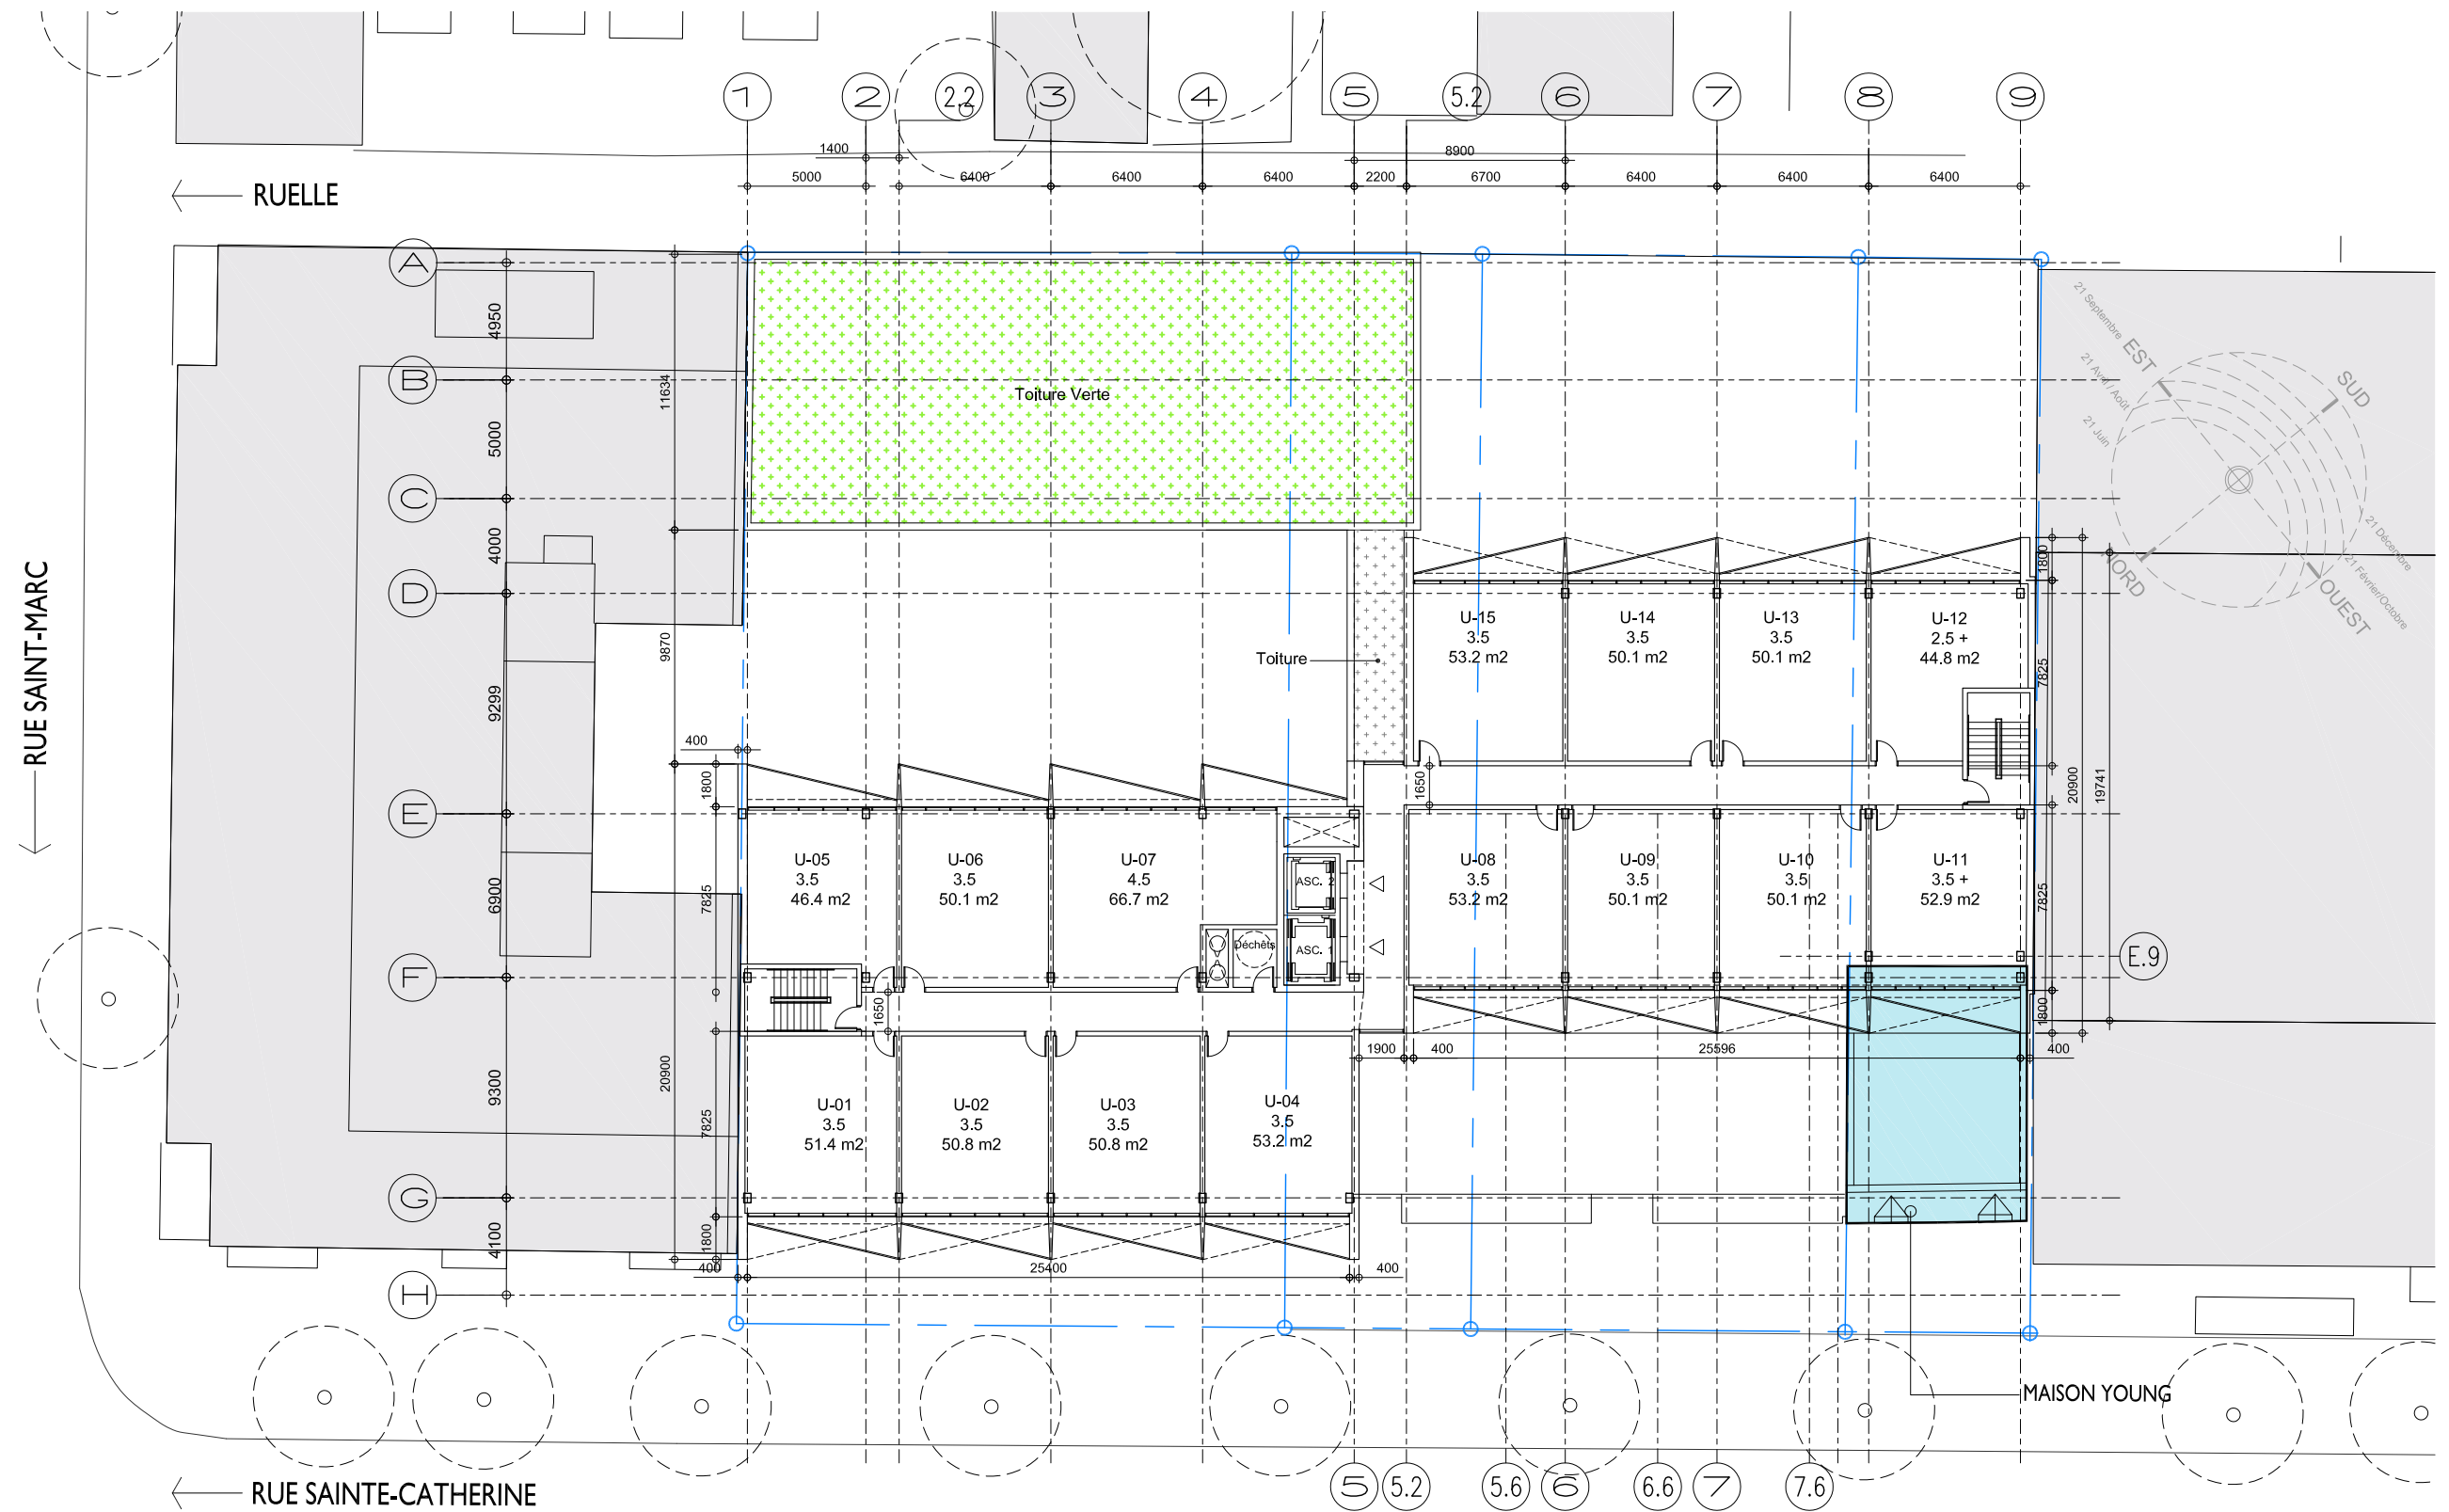 1
2
2.2
3
4
5
5.2
6
7
8
9
1400
8900
5000
6400
6400
6400
2200
6700
6400
6400
6400
RUELLE
A
B
C
D
E
F
G
H
4950
5000
4000
9299
6900
9300
4100
11634
9870
20900
RUE SAINT-MARC
Toiture Verte
Toiture
21 Septembre
EST
21 Avril / Août
21 Juin
SUD
NORD
OUEST
21 Décembre
21 Février/Octobre
U-15
3.5
53.2 m2
U-14
3.5
50.1 m2
U-13
3.5
50.1 m2
U-12
2.5 +
44.8 m2
1800
7825
20900
19741
7825
1800
400
1800
7825
1650
U-05
3.5
46.4 m2
U-06
3.5
50.1 m2
U-07
4.5
66.7 m2
ASC. 2
ASC. 1
Déchêts
U-08
3.5
53.2 m2
U-09
3.5
50.1 m2
U-10
3.5
50.1 m2
U-11
3.5 +
52.9 m2
E.9
1650
1900
400
25596
400
7825
1800
U-01
3.5
51.4 m2
U-02
3.5
50.8 m2
U-03
3.5
50.8 m2
U-04
3.5
53.2 m2
400
25400
400
MAISON YOUNG
RUE SAINTE-CATHERINE
5
5.2
5.6
6
6.6
7
7.6